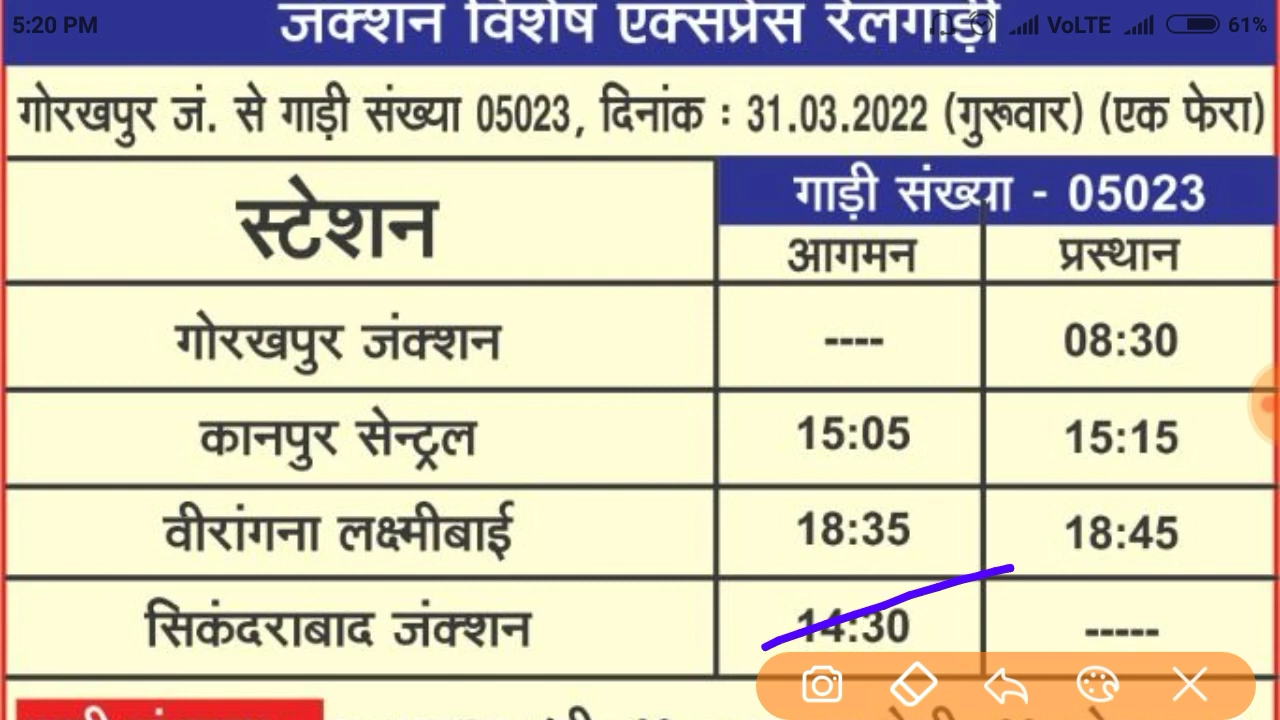 5:20 PM VoLTE 61%
जंक्शन विशेष एक्सप्रेस रेलगाड़ी
गोरखपुर जं. से गाड़ी संख्या 05023, दिनांक : 31.03.2022 (गुरूवार) (एक फेरा)
स्टेशन गाड़ी संख्या - 05023
आगमन प्रस्थान
गोरखपुर जंक्शन ---- 08:30
कानपुर सेन्ट्रल 15:05 15:15
वीरांगना लक्ष्मीबाई 18:35 18:45
सिकंदराबाद जंक्शन 14:30 -----